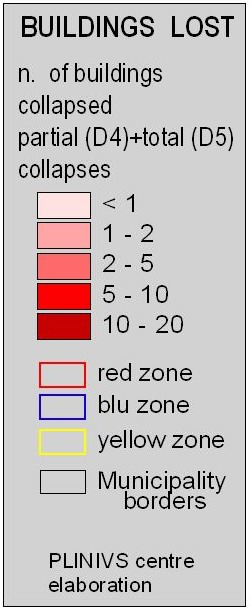 BUILDINGS LOST
n. of buildings
collapsed
partial (D4)+total (D5)
collapses
< 1
1 - 2
2 - 5
5 - 10
10 - 20
red zone
blu zone
yellow zone
Municipality
borders
PLINIVS centre
elaboration